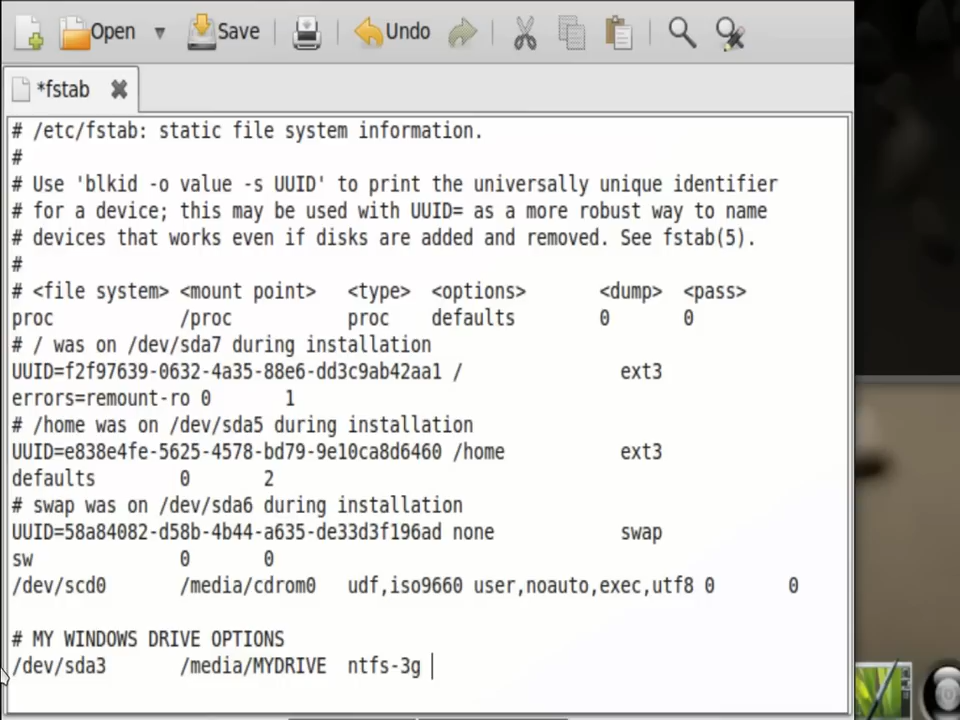 Open Save Undo
*fstab
# /etc/fstab: static file system information.
#
# Use 'blkid -o value -s UUID' to print the universally unique identifier
# for a device; this may be used with UUID= as a more robust way to name
# devices that works even if disks are added and removed. See fstab(5).
#
# <file system> <mount point>   <type>  <options>       <dump>  <pass>
proc            /proc           proc    defaults        0       0
# / was on /dev/sda7 during installation
UUID=f2f97639-0632-4a35-88e6-dd3c9ab42aa1 /               ext3
errors=remount-ro 0       1
# /home was on /dev/sda5 during installation
UUID=e838e4fe-5625-4578-bd79-9e10ca8d6460 /home           ext3
defaults        0       2
# swap was on /dev/sda6 during installation
UUID=58a84082-d58b-4b44-a635-de33d3f196ad none            swap
sw              0       0
/dev/scd0       /media/cdrom0   udf,iso9660 user,noauto,exec,utf8 0       0
# MY WINDOWS DRIVE OPTIONS
/dev/sda3       /media/MYDRIVE  ntfs-3g